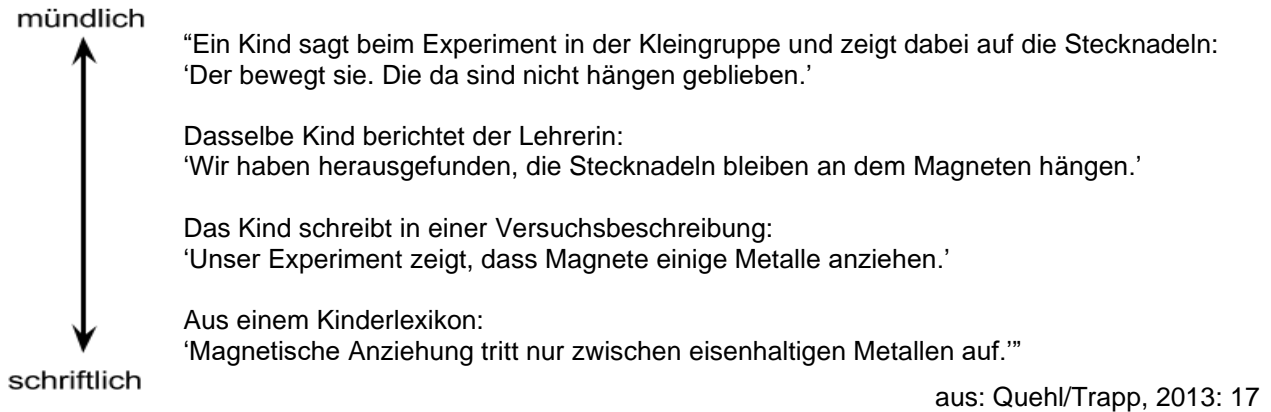 mündlich
“Ein Kind sagt beim Experiment in der Kleingruppe und zeigt dabei auf die Stecknadeln:
‘Der bewegt sie. Die da sind nicht hängen geblieben.’
Dasselbe Kind berichtet der Lehrerin:
‘Wir haben herausgefunden, die Stecknadeln bleiben an dem Magneten hängen.’
Das Kind schreibt in einer Versuchsbeschreibung:
‘Unser Experiment zeigt, dass Magnete einige Metalle anziehen.’
Aus einem Kinderlexikon:
‘Magnetische Anziehung tritt nur zwischen eisenhaltigen Metallen auf.’”
schriftlich
aus: Quehl/Trapp, 2013: 17